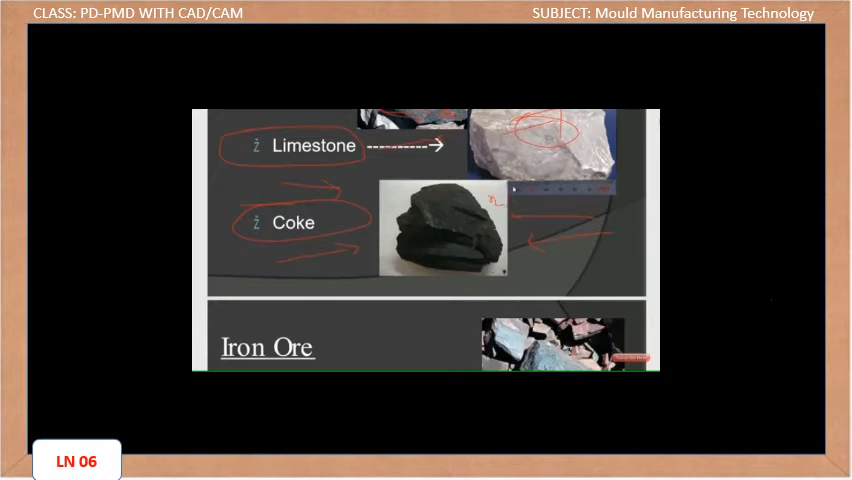 CLASS: PD-PMD WITH CAD/CAM
SUBJECT: Mould Manufacturing Technology
ž Limestone ----------→
ž Coke
Iron Ore
LN 06